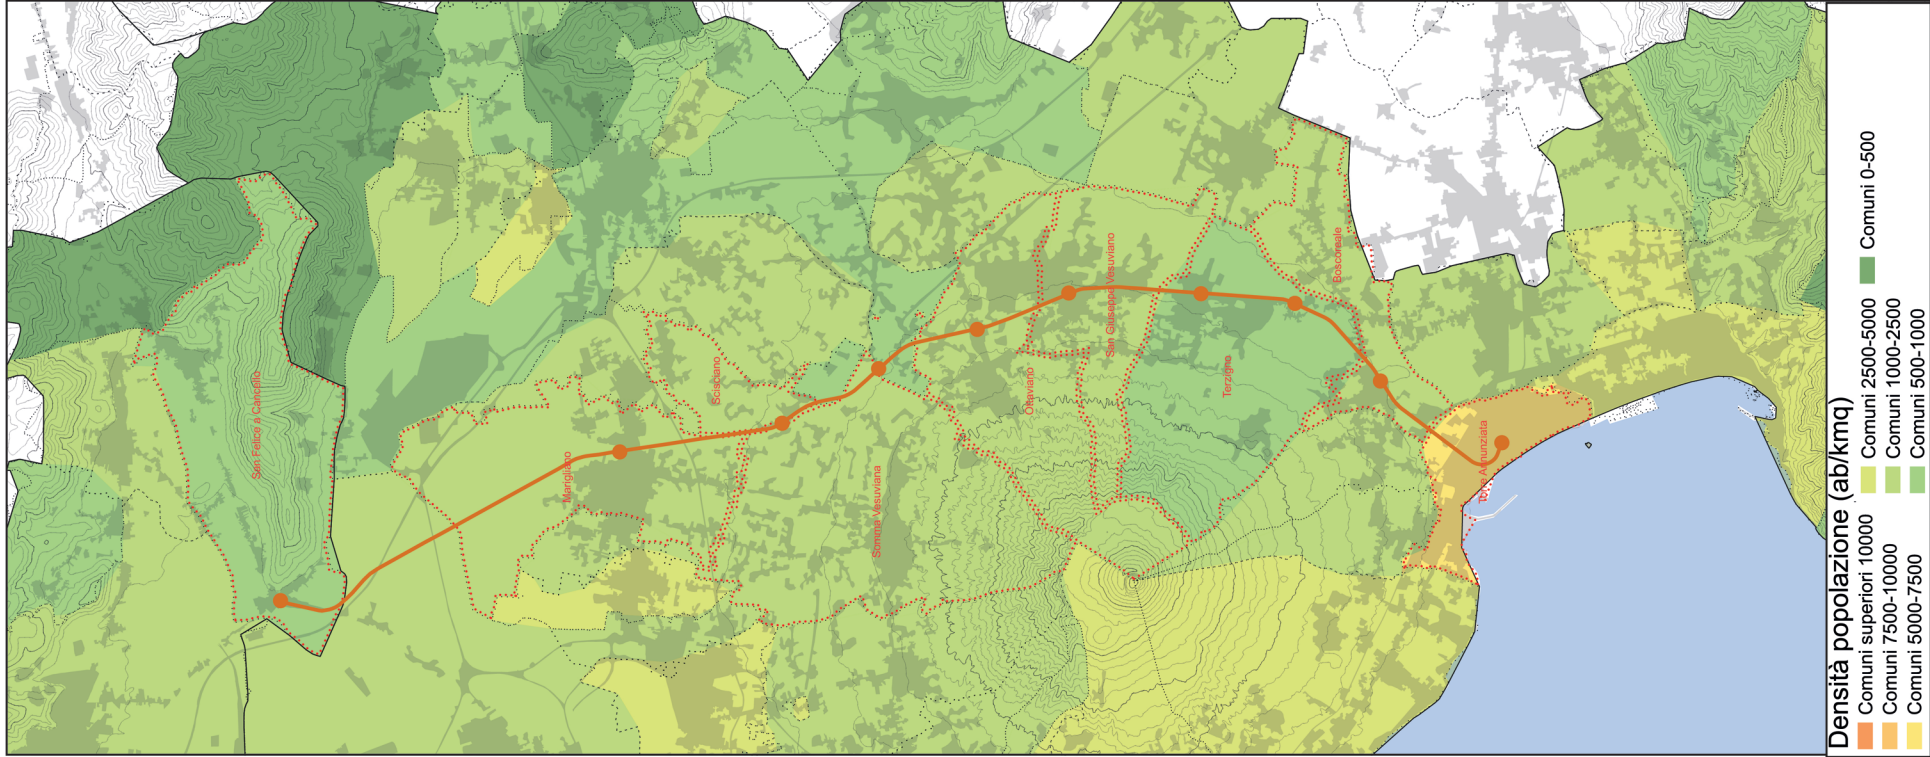 San Felice a Cancello
Marigliano
Scisciano
Somma Vesuviana
Ottaviano
San Giuseppe Vesuviano
Terzigno
Boscoreale
Torre Annunziata
Densità popolazione (ab/kmq)
Comuni superiori 10000
Comuni 7500-10000
Comuni 5000-7500
Comuni 2500-5000
Comuni 1000-2500
Comuni 500-1000
Comuni 0-500